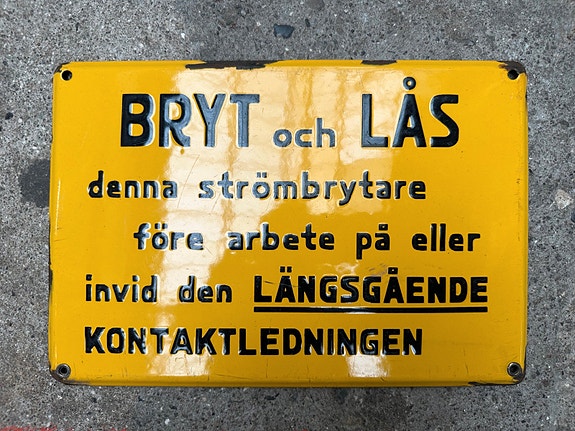 BRYT och LÅS
denna strömbrytare
före arbete på eller
invid den LÄNGSGÅENDE
KONTAKTLEDNINGEN